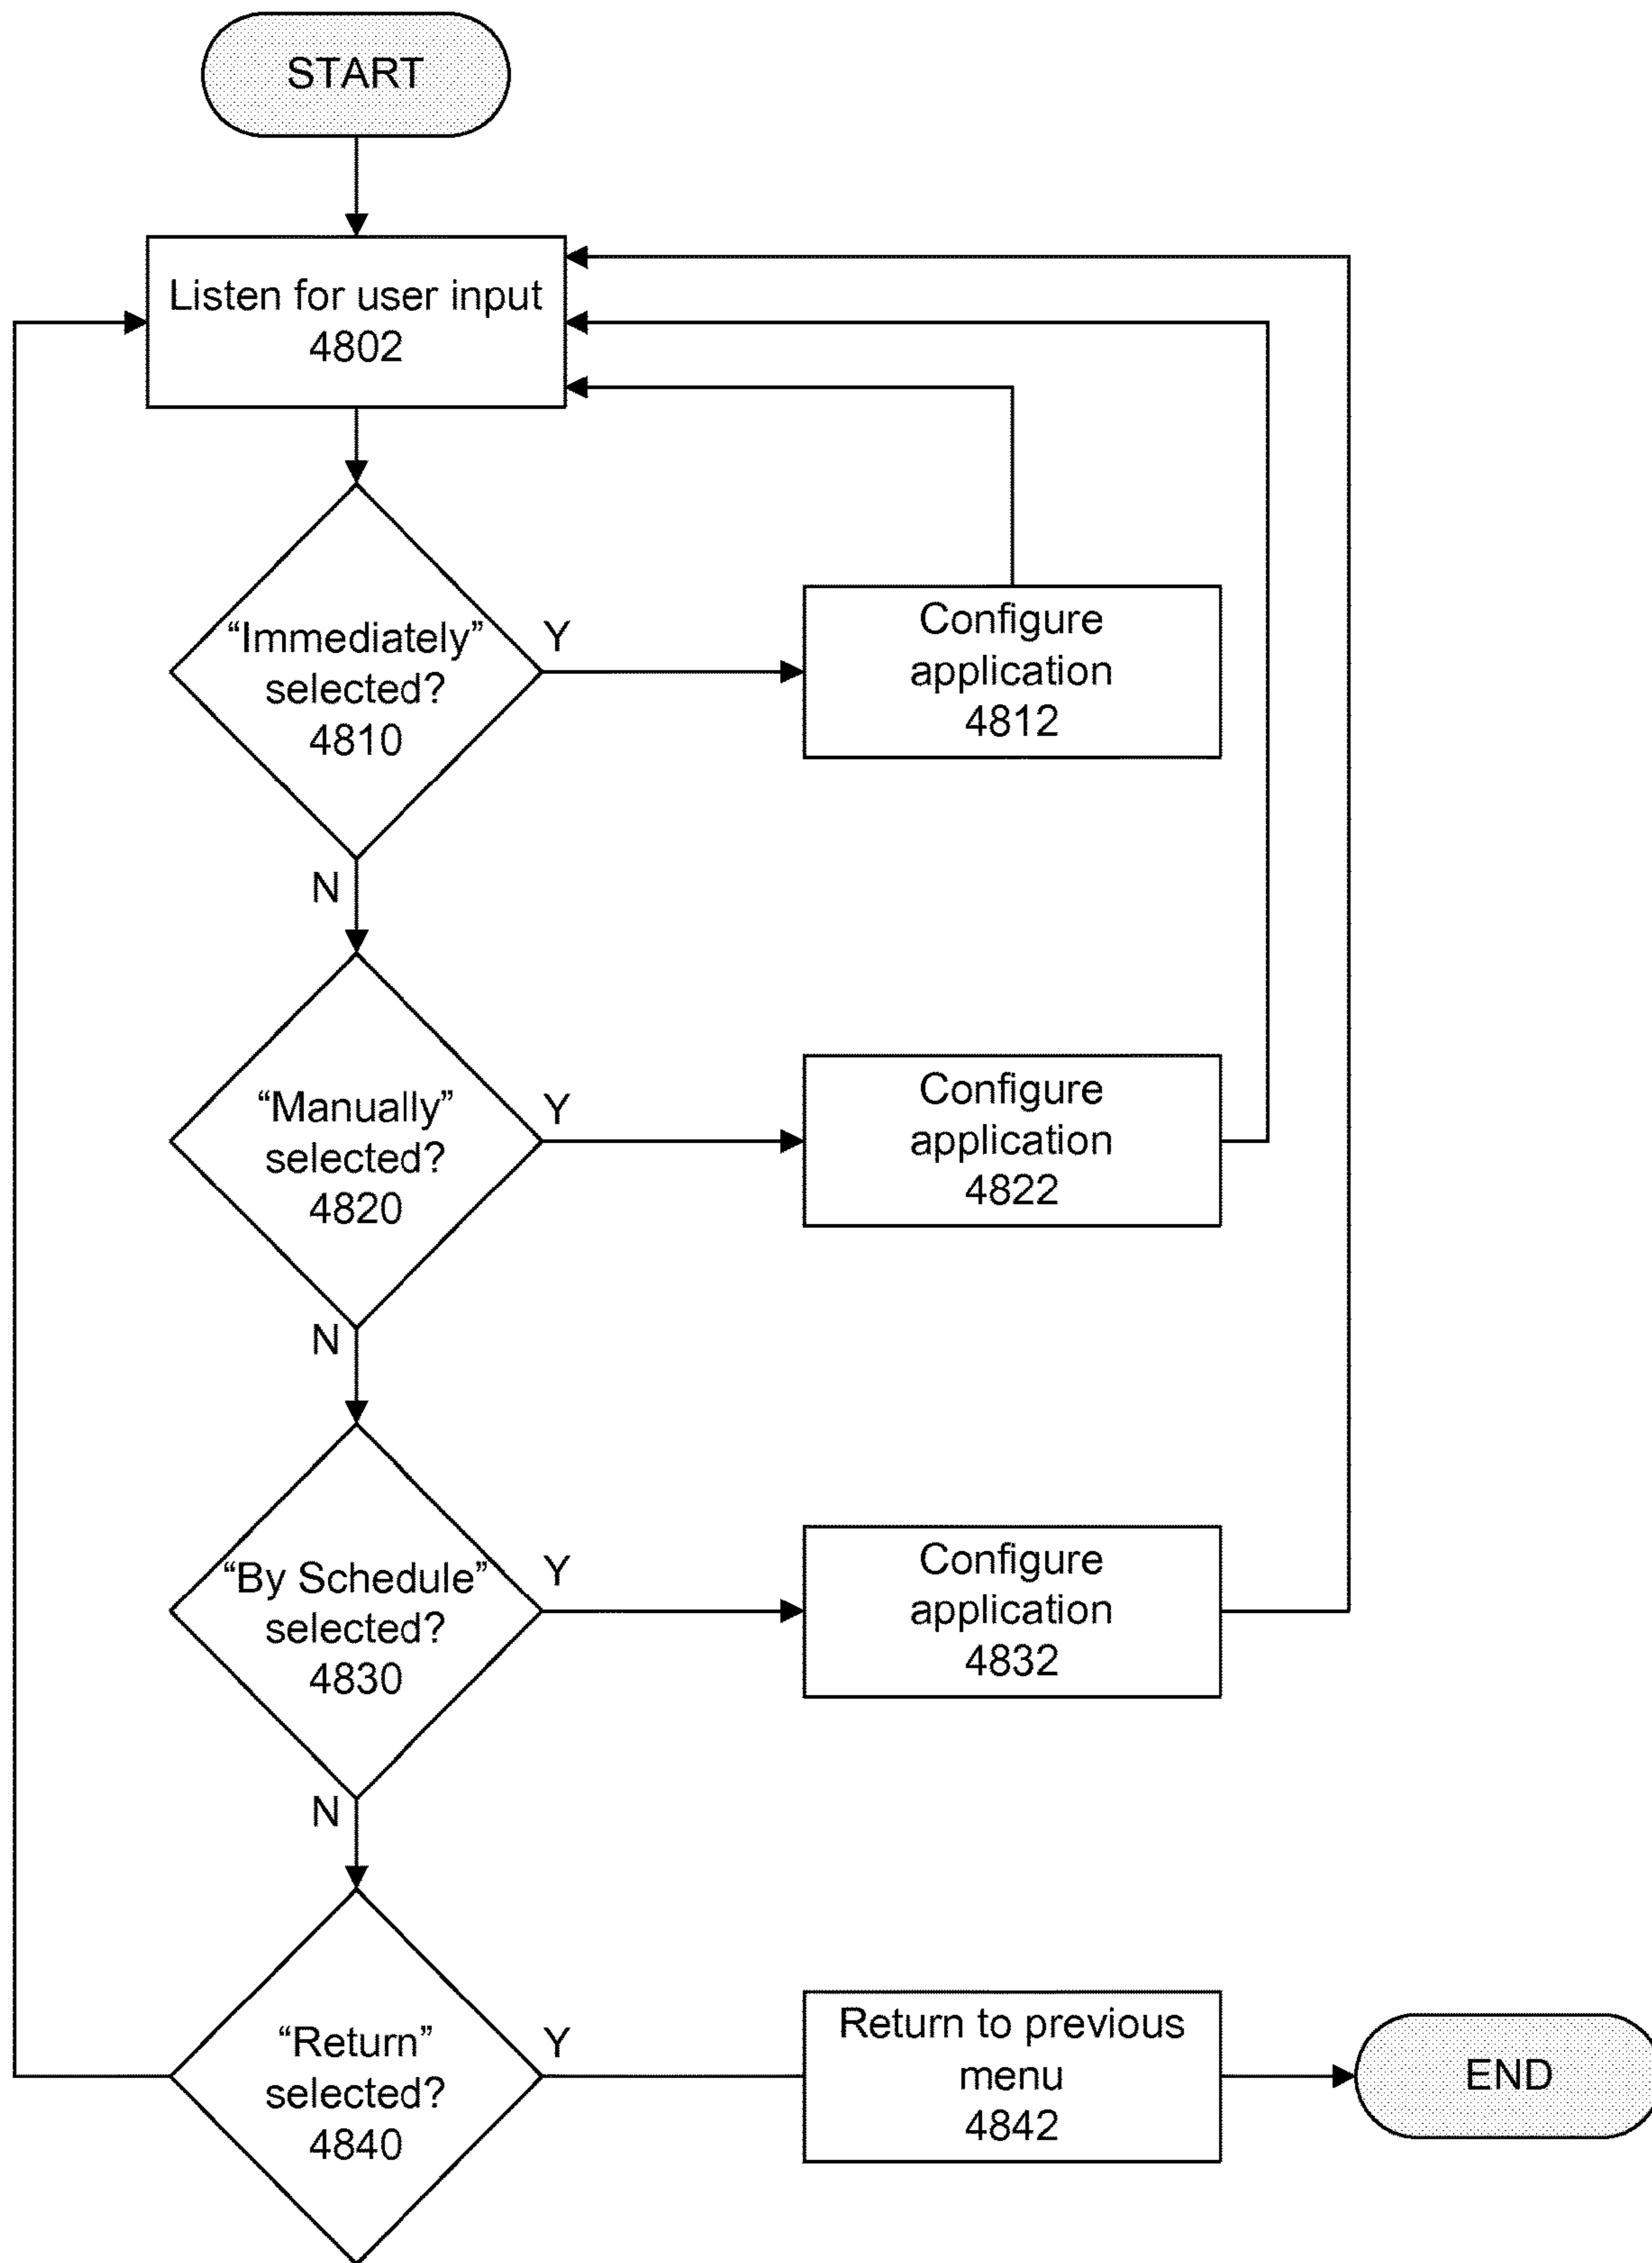 START
Listen for user input
4802
“Immediately”
selected?
4810
Y
Configure
application
4812
N
“Manually”
selected?
4820
Y
Configure
application
4822
N
“By Schedule”
selected?
4830
Y
Configure
application
4832
N
“Return”
selected?
4840
Y
Return to previous
menu
4842
END